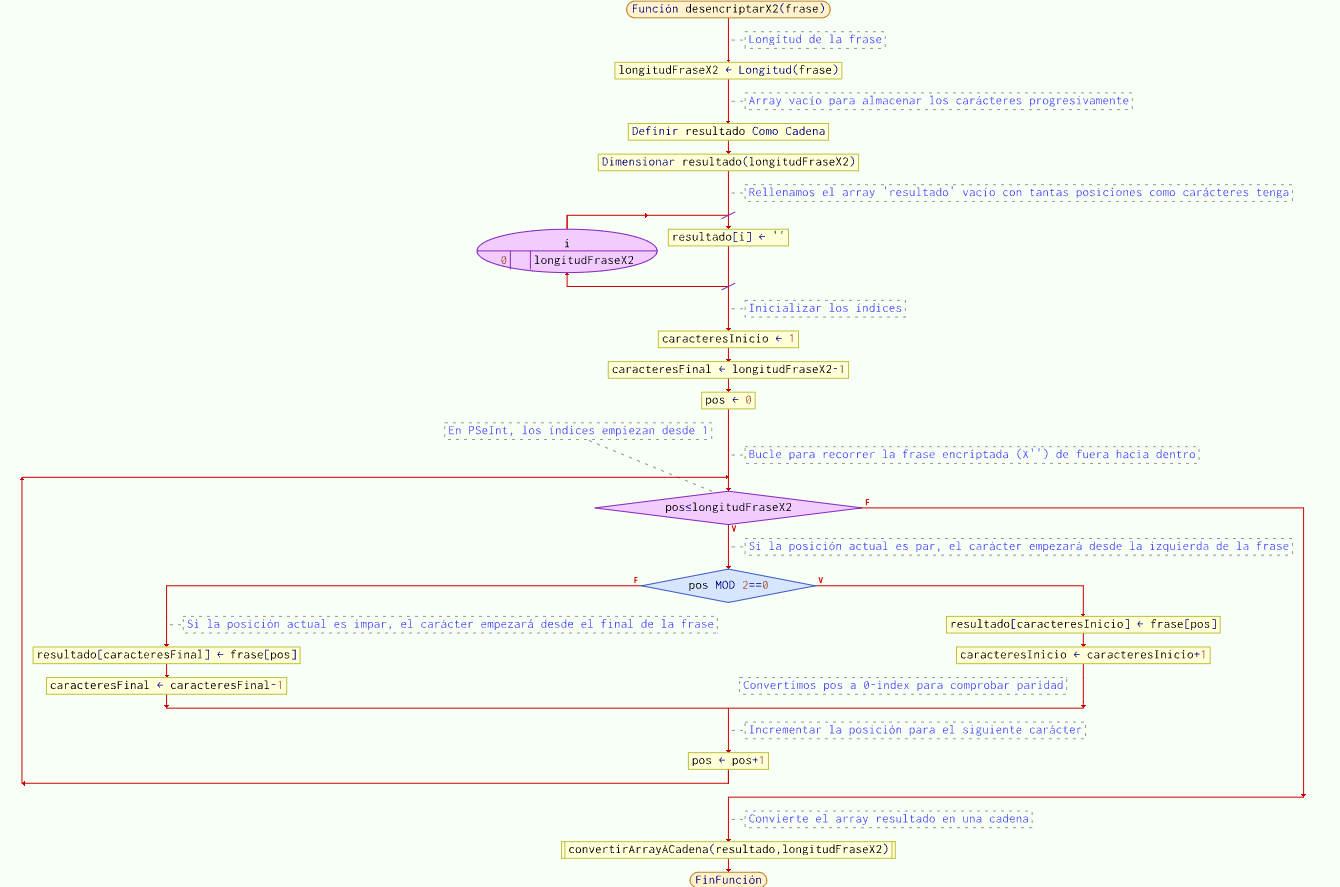 Función desencriptarX2(frase)
Longitud de la frase
longitudFraseX2 ← Longitud(frase)
Array vacío para almacenar los carácteres progresivamente
Definir resultado Como Cadena
Dimensionar resultado(longitudFraseX2)
Rellenamos el array 'resultado' vacío con tantas posiciones como carácteres tenga
resultado[i] ← ''
i
0 longitudFraseX2
Inicializar los índices
caracteresInicio ← 1
caracteresFinal ← longitudFraseX2-1
pos ← 0
En PSeInt, los índices empiezan desde 1
Bucle para recorrer la frase encriptada (X'') de fuera hacia dentro
pos≤longitudFraseX2
F
V
Si la posición actual es par, el carácter empezará desde la izquierda de la frase
F
pos MOD 2==0
V
Si la posición actual es impar, el carácter empezará desde el final de la frase
resultado[caracteresInicio] ← frase[pos]
resultado[caracteresFinal] ← frase[pos]
caracteresInicio ← caracteresInicio+1
caracteresFinal ← caracteresFinal-1
Convertimos pos a 0-index para comprobar paridad
Incrementar la posición para el siguiente carácter
pos ← pos+1
Convierte el array resultado en una cadena
convertirArrayACadena(resultado,longitudFraseX2)
FinFunción